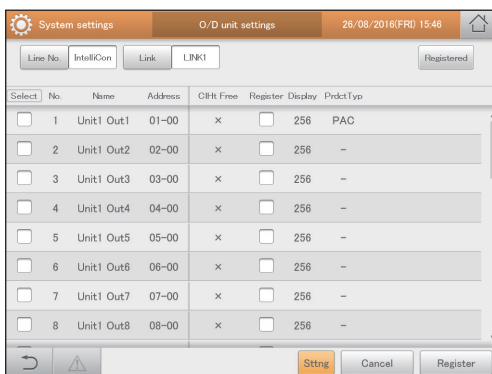 System settings O/D unit settings 26/08/2016(FRI) 15:46
Line No. IntelliCon Link LINK1 Registered
Select No. Name Address ClHt Free Register Display PrdctTyp
1 Unit1 Out1 01-00 × 256 PAC
2 Unit1 Out2 02-00 × 256 -
3 Unit1 Out3 03-00 × 256 -
4 Unit1 Out4 04-00 × 256 -
5 Unit1 Out5 05-00 × 256 -
6 Unit1 Out6 06-00 × 256 -
7 Unit1 Out7 07-00 × 256 -
8 Unit1 Out8 08-00 × 256 -
Sttng Cancel Register